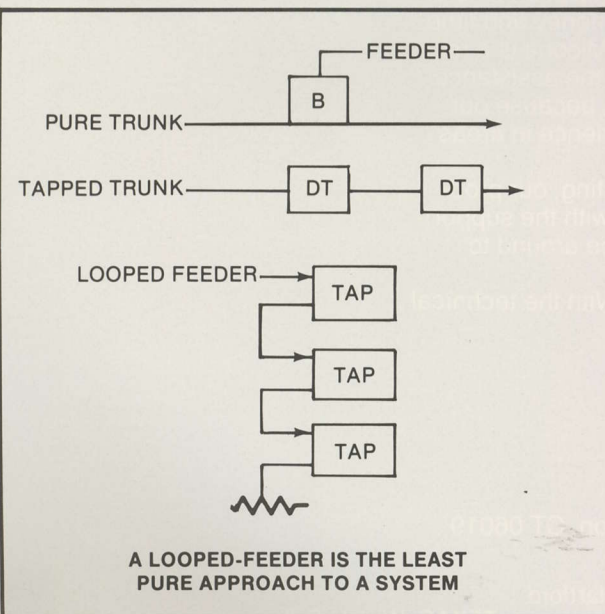 FEEDER
B
PURE TRUNK
TAPPED TRUNK
DT DT
LOOPED FEEDER
TAP
TAP
TAP
A LOOPED-FEEDER IS THE LEAST
PURE APPROACH TO A SYSTEM